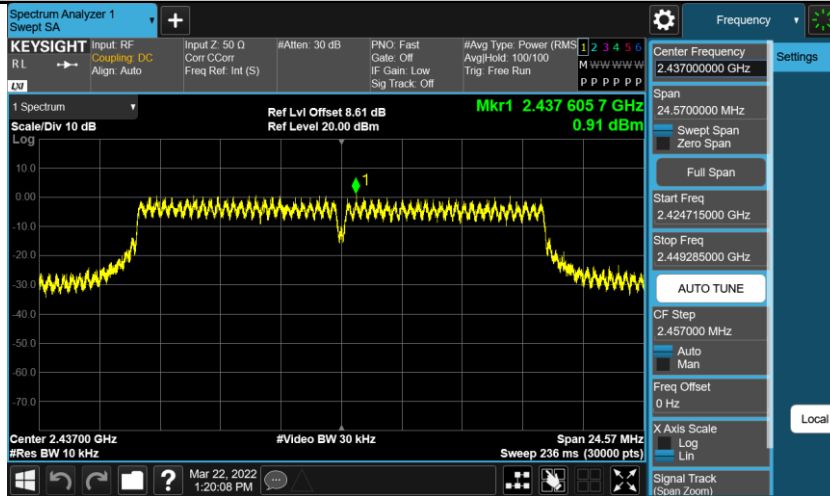 Spectrum Analyzer 1
Swept SA
+
Frequency
KEYSIGHT
RL
LXI
Input: RF
Coupling: DC
Align: Auto
Input Z: 50 Ω
Corr CCorr
Freq Ref: Int (S)
#Atten: 30 dB
PNO: Fast
Gate: Off
IF Gain: Low
Sig Track: Off
#Avg Type: Power (RMS
Avg|Hold: 100/100
Trig: Free Run
1 2 3 4 5 6
M W W W W W
P P P P P P
1 Spectrum
Scale/Div 10 dB
Log
Ref Lvl Offset 8.61 dB
Ref Level 20.00 dBm
Mkr1 2.437 605 7 GHz
0.91 dBm
1
10.0
0.00
-10.0
-20.0
-30.0
-40.0
-50.0
-60.0
-70.0
Center 2.43700 GHz
#Res BW 10 kHz
#Video BW 30 kHz
Span 24.57 MHz
Sweep 236 ms (30000 pts)
?
Mar 22, 2022
1:20:08 PM
Center Frequency
2.437000000 GHz
Span
24.5700000 MHz
Swept Span
Zero Span
Full Span
Start Freq
2.424715000 GHz
Stop Freq
2.449285000 GHz
AUTO TUNE
CF Step
2.457000 MHz
Auto
Man
Freq Offset
0 Hz
X Axis Scale
Log
Lin
Signal Track
(Span Zoom)
Settings
Local